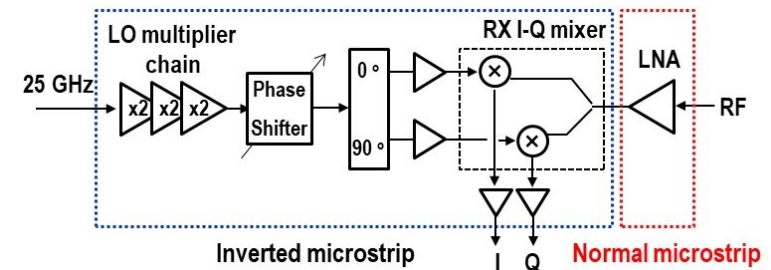 LO multiplier
chain
RX I-Q mixer
LNA
25 GHz
x2 x2 x2
Phase
Shifter
0 °
90 °
RF
Inverted microstrip
I Q
Normal microstrip